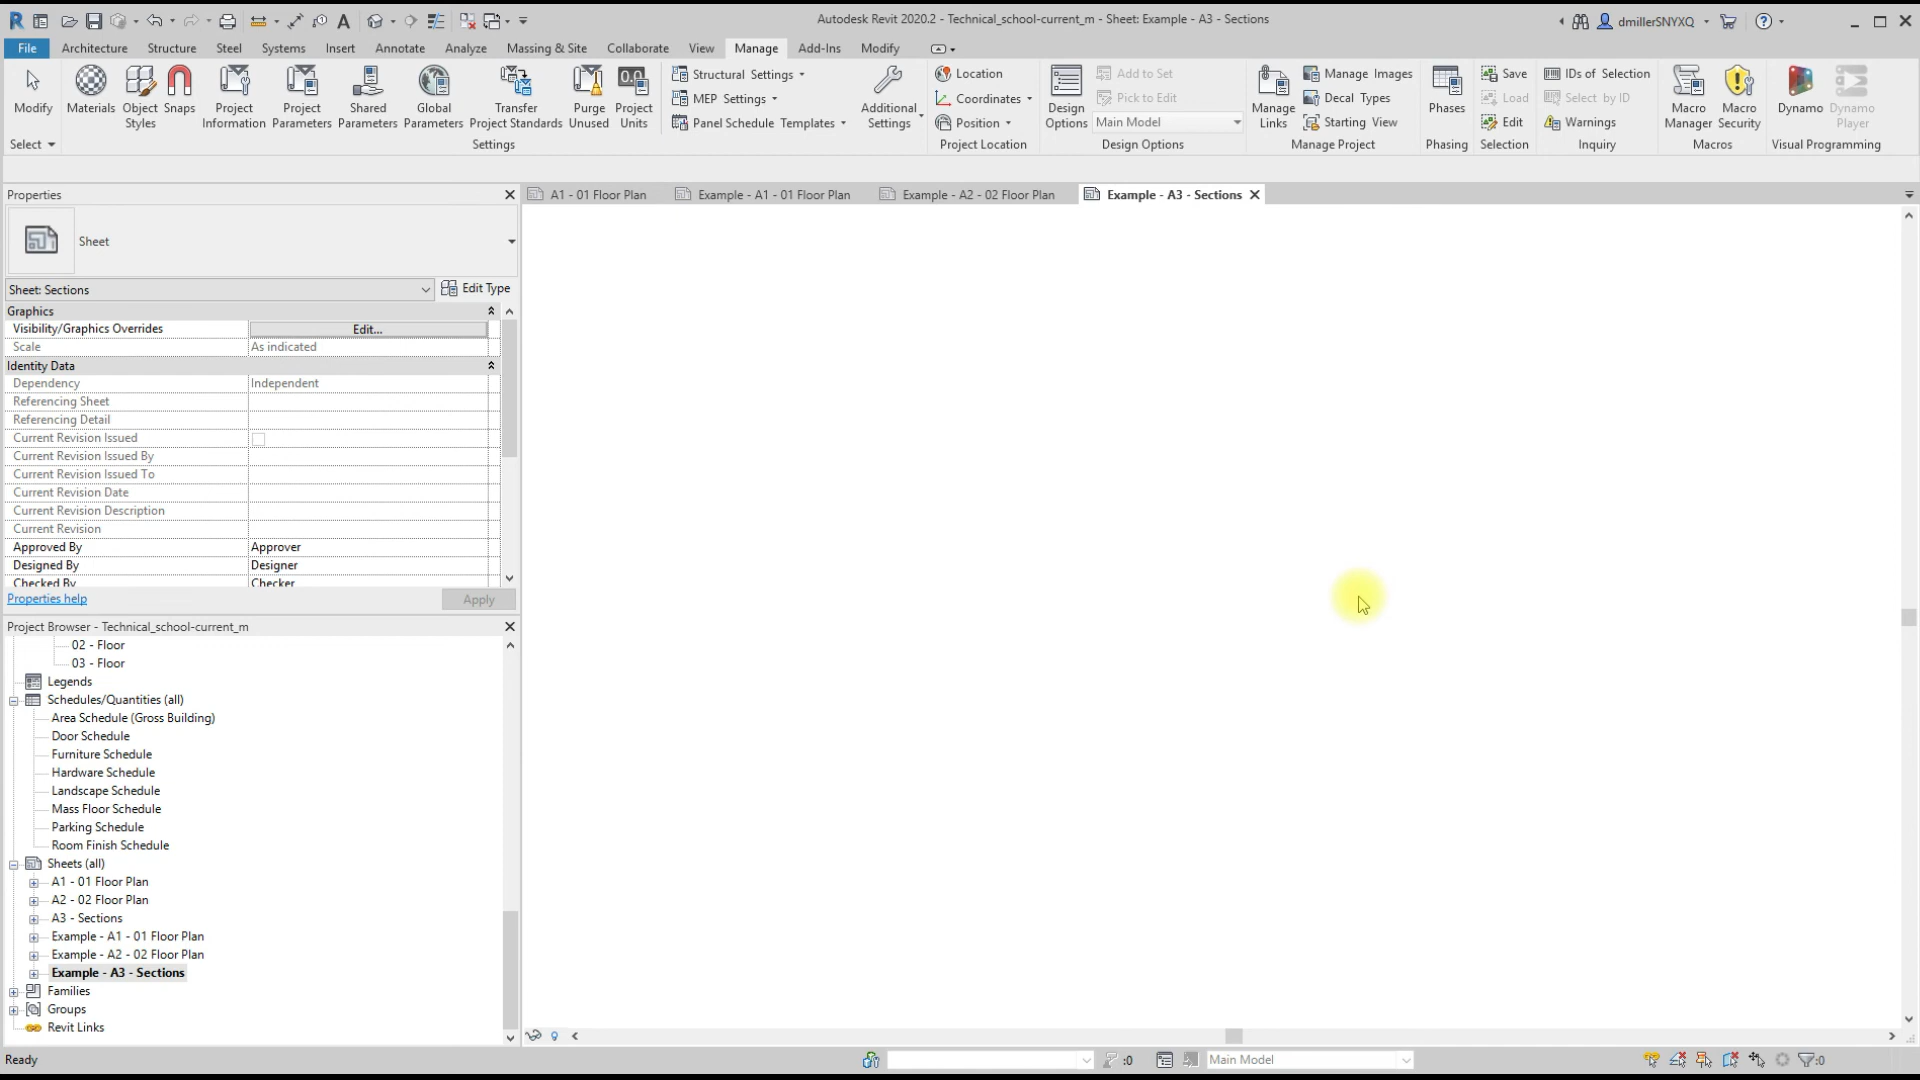 Autodesk Revit 2020.2 - Technical_school-current_m - Sheet: Example - A3 - Sections
dmillerSNYXQ
File Architecture Structure Steel Systems Insert Annotate Analyze Massing & Site Collaborate View Manage Add-Ins Modify
Modify
Materials
Object Styles
Snaps
Project Information
Project Parameters
Shared Parameters
Global Parameters
Transfer Project Standards
Purge Unused
Project Units
Structural Settings
MEP Settings
Panel Schedule Templates
Additional Settings
Location
Coordinates
Position
Design Options
Add to Set
Pick to Edit
Main Model
Manage Links
Manage Images
Decal Types
Starting View
Phases
Save
Load
Edit
IDs of Selection
Select by ID
Warnings
Macro Manager
Macro Security
Dynamo
Dynamo Player
Select
Settings
Project Location
Design Options
Manage Project
Phasing
Selection
Inquiry
Macros
Visual Programming
Properties
A1 - 01 Floor Plan
Example - A1 - 01 Floor Plan
Example - A2 - 02 Floor Plan
Example - A3 - Sections
Sheet
Sheet: Sections
Edit Type
Graphics
Visibility/Graphics Overrides Edit...
Scale As indicated
Identity Data
Dependency Independent
Referencing Sheet
Referencing Detail
Current Revision Issued
Current Revision Issued By
Current Revision Issued To
Current Revision Date
Current Revision Description
Current Revision
Approved By Approver
Designed By Designer
Checked By Checker
Properties help
Apply
Project Browser - Technical_school-current_m
02 - Floor
03 - Floor
Legends
Schedules/Quantities (all)
Area Schedule (Gross Building)
Door Schedule
Furniture Schedule
Hardware Schedule
Landscape Schedule
Mass Floor Schedule
Parking Schedule
Room Finish Schedule
Sheets (all)
A1 - 01 Floor Plan
A2 - 02 Floor Plan
A3 - Sections
Example - A1 - 01 Floor Plan
Example - A2 - 02 Floor Plan
Example - A3 - Sections
Families
Groups
Revit Links
Ready
:0
Main Model
:0